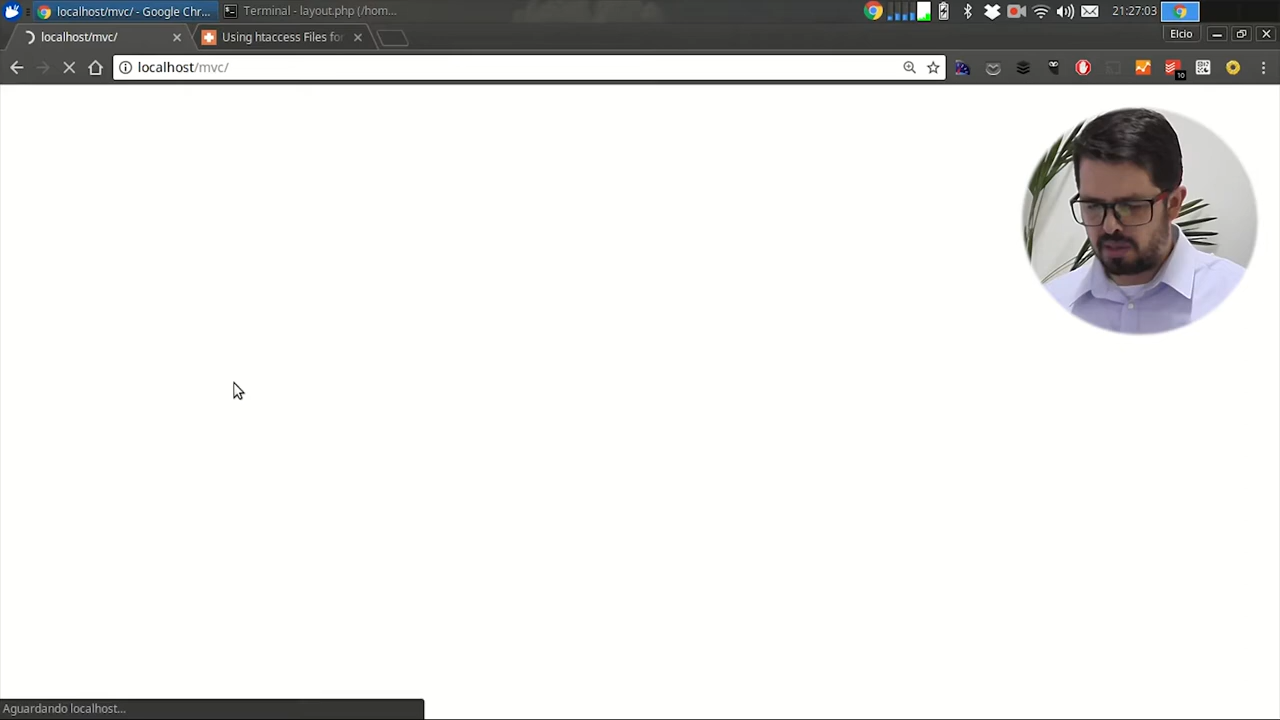 localhost/mvc/ - Google Chr... Terminal - layout.php (/hom... 21:27:03
localhost/mvc/ Using htaccess Files for Elcio
localhost/mvc/
10
Aguardando localhost...